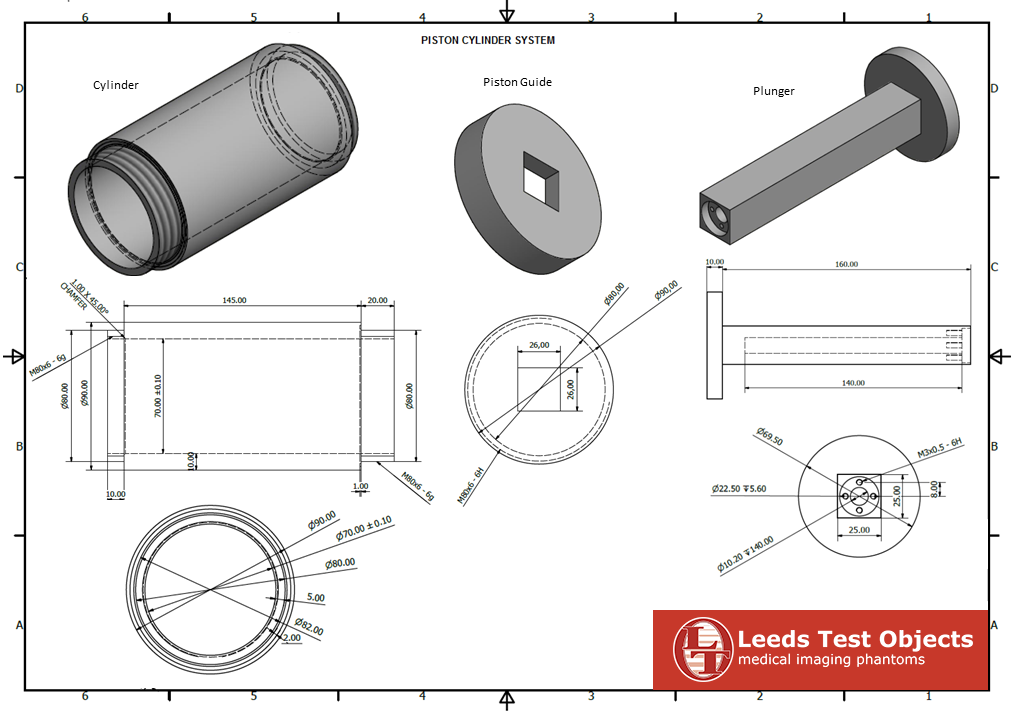 6 5 4 3 2 1
PISTON CYLINDER SYSTEM
D D
Cylinder
Piston Guide
Plunger
C C
1.00 X 45.00°
CHAMFER
145.00
20.00
M80x6 - 6g
Ø80.00
Ø90.00
70.00 ±0.10
10.00
Ø80.00
10.00
1.00
M80x6 - 6g
Ø80,00
Ø90,00
26,00
26,00
M80x6 - 6H
10,00
160.00
140.00
B B
Ø69.50
M3x0.5 - 6H
Ø22.50 ↧5.60
25.00
8,00
25.00
Ø10.20 ↧140.00
Ø90.00
Ø70.00 ± 0.10
Ø80.00
5.00
Ø82.00
2.00
A A
LT
Leeds Test Objects
medical imaging phantoms
6 5 4 3 2 1